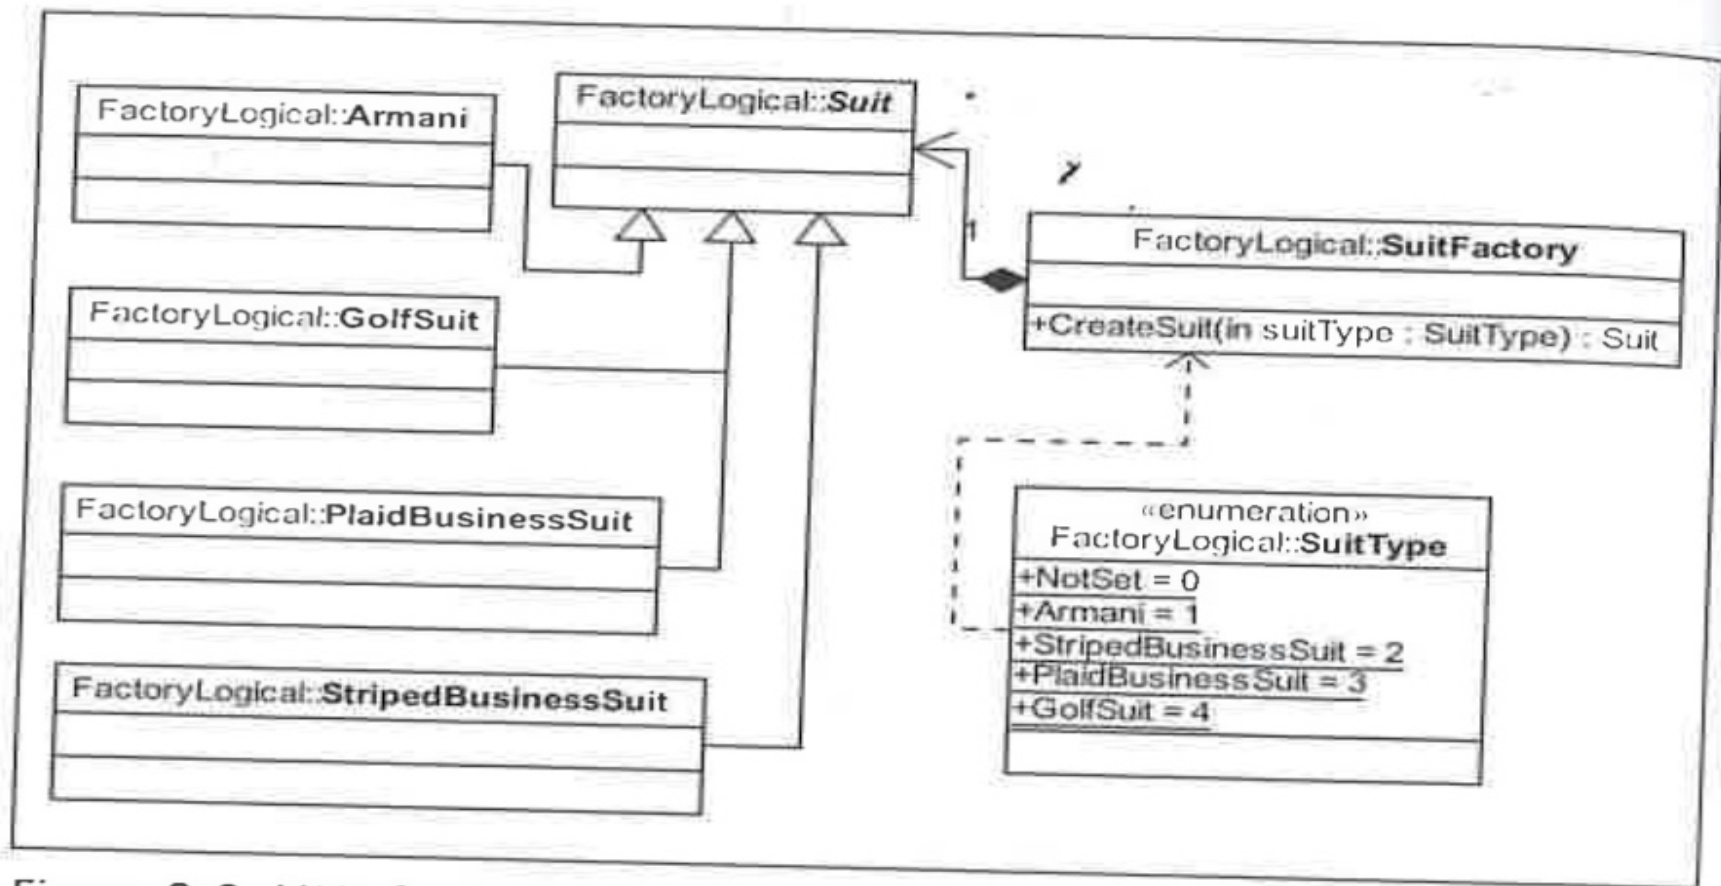 FactoryLogical::Armani
FactoryLogical::Suit
1
FactoryLogical::SuitFactory
+CreateSuit(in suitType : SuitType) : Suit
FactoryLogical::GolfSuit
FactoryLogical::PlaidBusinessSuit
«enumeration»
FactoryLogical::SuitType
+NotSet = 0
+Armani = 1
+StripedBusinessSuit = 2
+PlaidBusinessSuit = 3
+GolfSuit = 4
FactoryLogical::StripedBusinessSuit